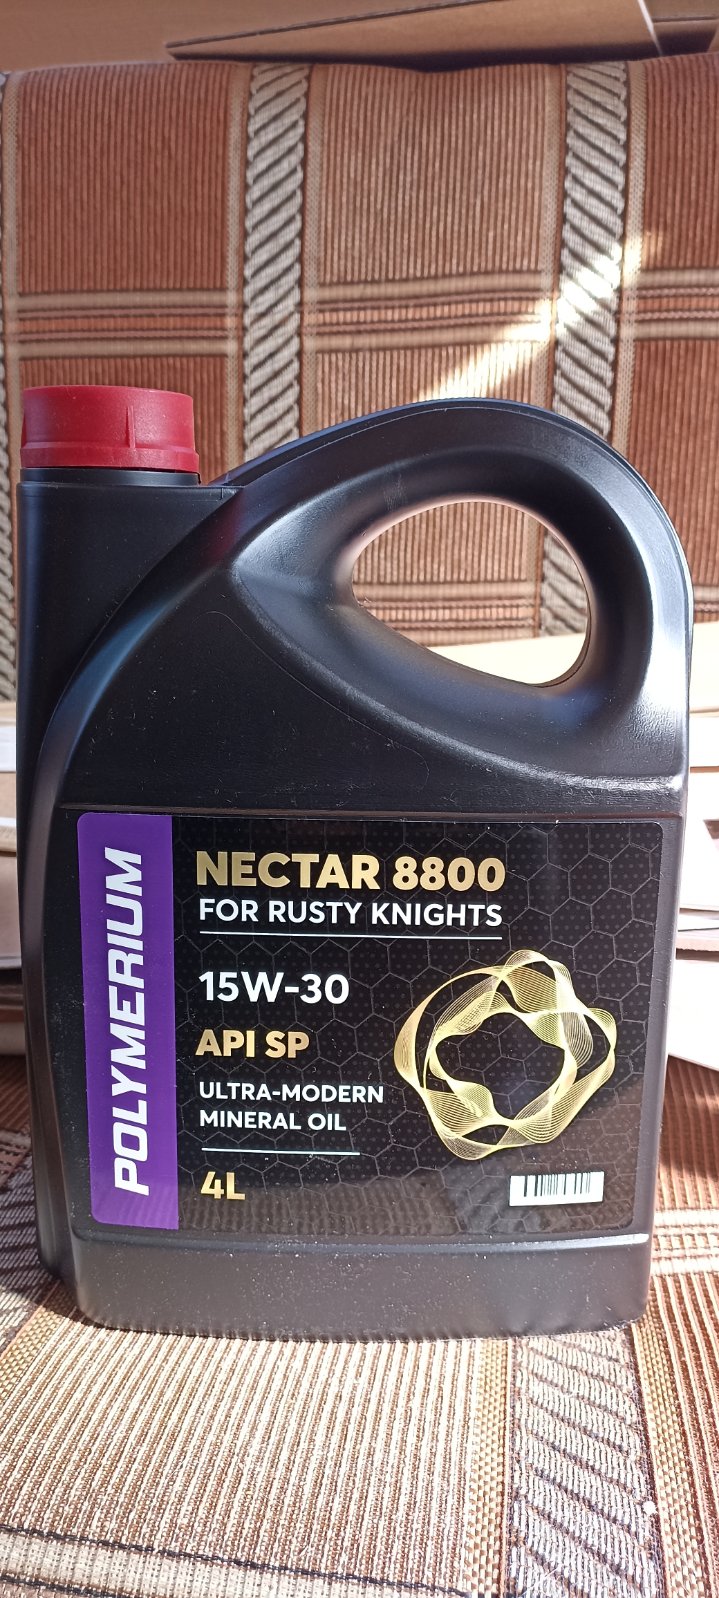 POLYMERIUM
NECTAR 8800
FOR RUSTY KNIGHTS
15W-30
API SP
ULTRA-MODERN
MINERAL OIL
4L